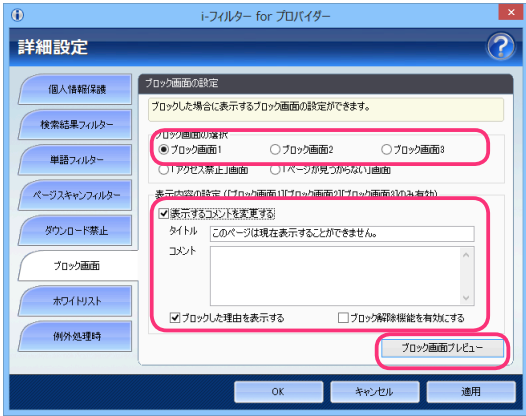 i-フィルター for プロバイダー
詳細設定
個人情報保護
検索結果フィルター
単語フィルター
ページスキャンフィルター
ダウンロード禁止
ブロック画面
ホワイトリスト
例外処理時
ブロック画面の設定
ブロックした場合に表示するブロック画面の設定ができます。
ブロック画面の選択
ブロック画面1 ブロック画面2 ブロック画面3
「アクセス禁止」画面 「ページが見つからない」画面
表示内容の設定 (「ブロック画面1」「ブロック画面2」「ブロック画面3」のみ有効)
表示するコメントを変更する
タイトル このページは現在表示することができません。
コメント
ブロックした理由を表示する ブロック解除機能を有効にする
ブロック画面プレビュー
OK キャンセル 適用